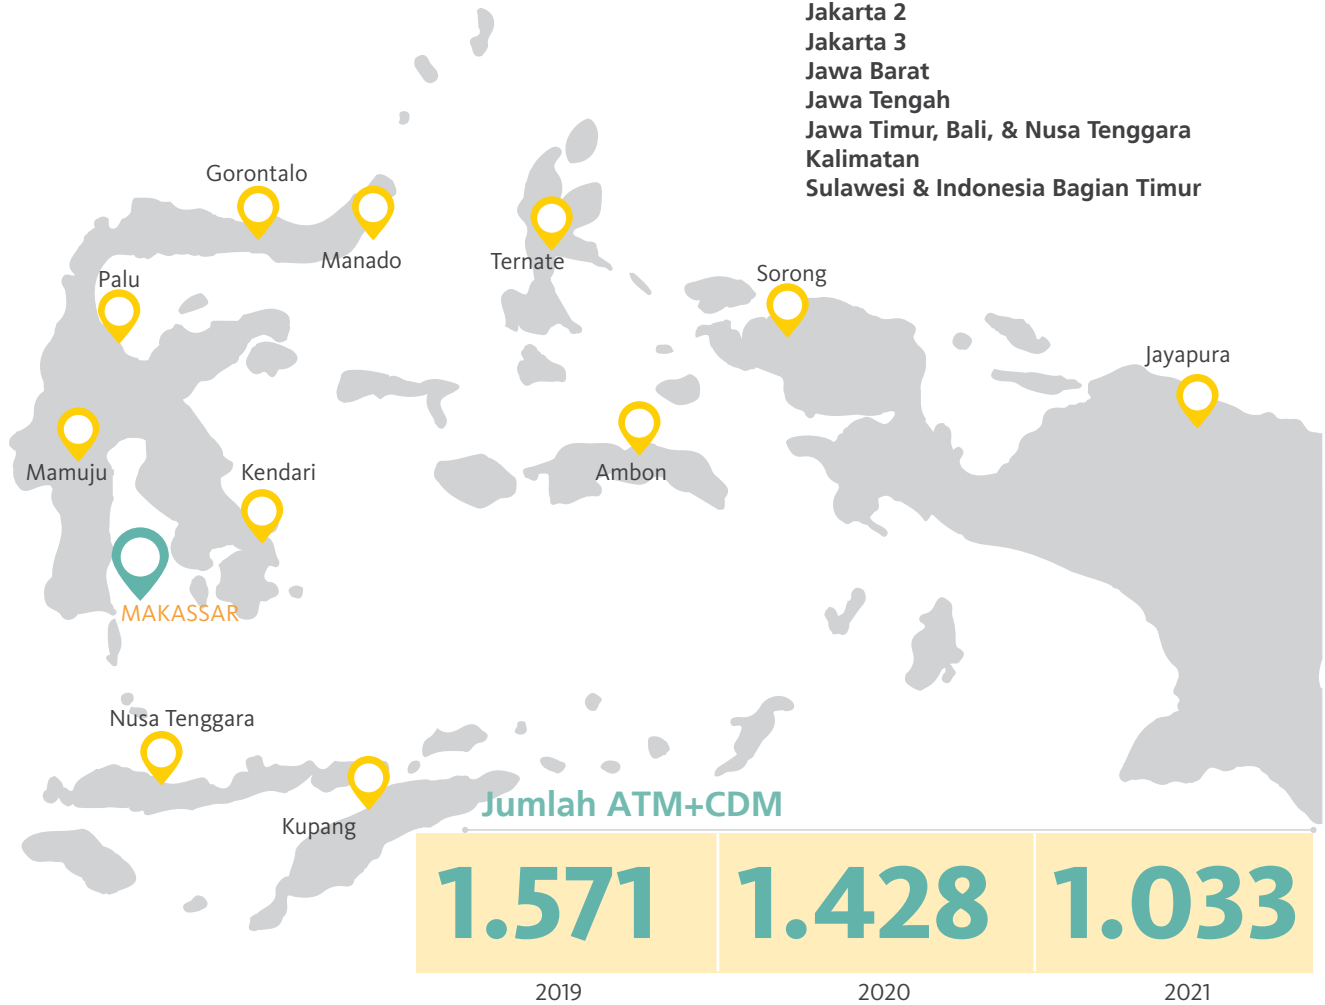 Jakarta 2
Jakarta 3
Jawa Barat
Jawa Tengah
Jawa Timur, Bali, & Nusa Tenggara
Kalimatan
Sulawesi & Indonesia Bagian Timur
Gorontalo
Manado
Ternate
Palu
Sorong
Jayapura
Mamuju
Kendari
Ambon
MAKASSAR
Nusa Tenggara
Kupang
Jumlah ATM+CDM
1.571 1.428 1.033
2019 2020 2021